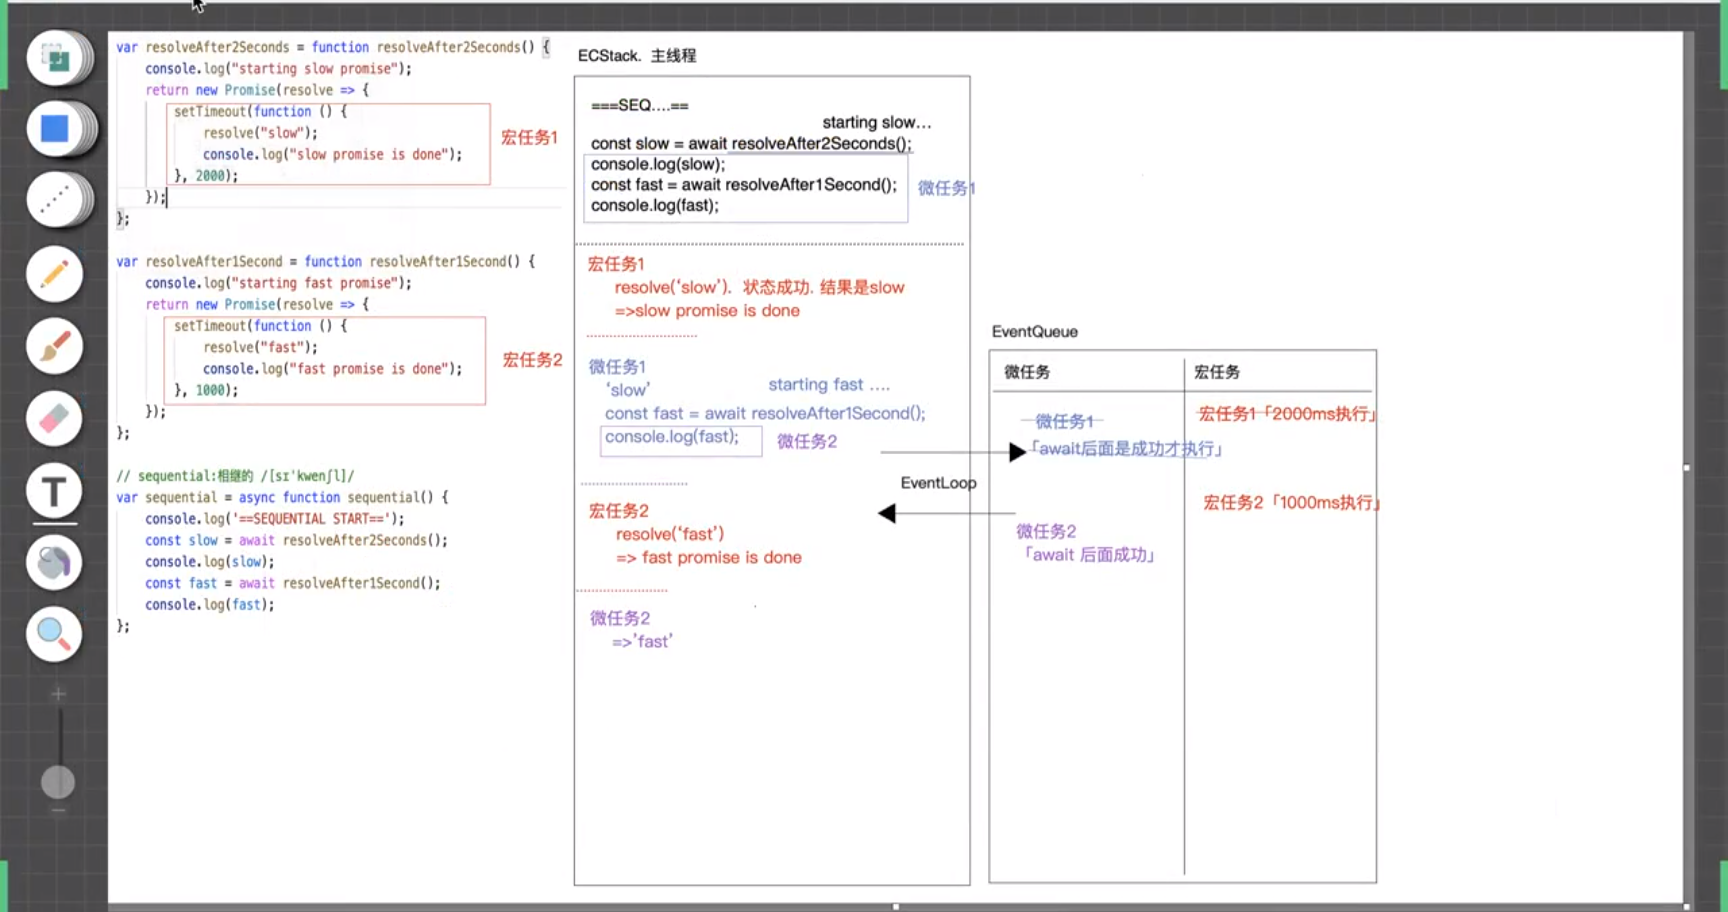 var resolveAfter2Seconds = function resolveAfter2Seconds() {
console.log("starting slow promise");
return new Promise(resolve => {
setTimeout(function () {
resolve("slow");
console.log("slow promise is done");
}, 2000);
});
};
宏任务1
var resolveAfter1Second = function resolveAfter1Second() {
console.log("starting fast promise");
return new Promise(resolve => {
setTimeout(function () {
resolve("fast");
console.log("fast promise is done");
}, 1000);
});
};
宏任务2
// sequential:相继的 /[sɪˈkwenʃl]/
var sequential = async function sequential() {
console.log('==SEQUENTIAL START==');
const slow = await resolveAfter2Seconds();
console.log(slow);
const fast = await resolveAfter1Second();
console.log(fast);
};
T
ECStack. 主线程
===SEQ....==
starting slow...
const slow = await resolveAfter2Seconds();
console.log(slow);
const fast = await resolveAfter1Second();
console.log(fast);
微任务1
宏任务1
resolve('slow'). 状态成功. 结果是slow
=>slow promise is done
微任务1
'slow'
starting fast ....
const fast = await resolveAfter1Second();
console.log(fast);
微任务2
宏任务2
resolve('fast')
=> fast promise is done
微任务2
=>'fast'
EventLoop
EventQueue
微任务
宏任务
微任务1
「await后面是成功才执行」
宏任务1「2000ms执行」
宏任务2「1000ms执行」
微任务2
「await 后面成功」